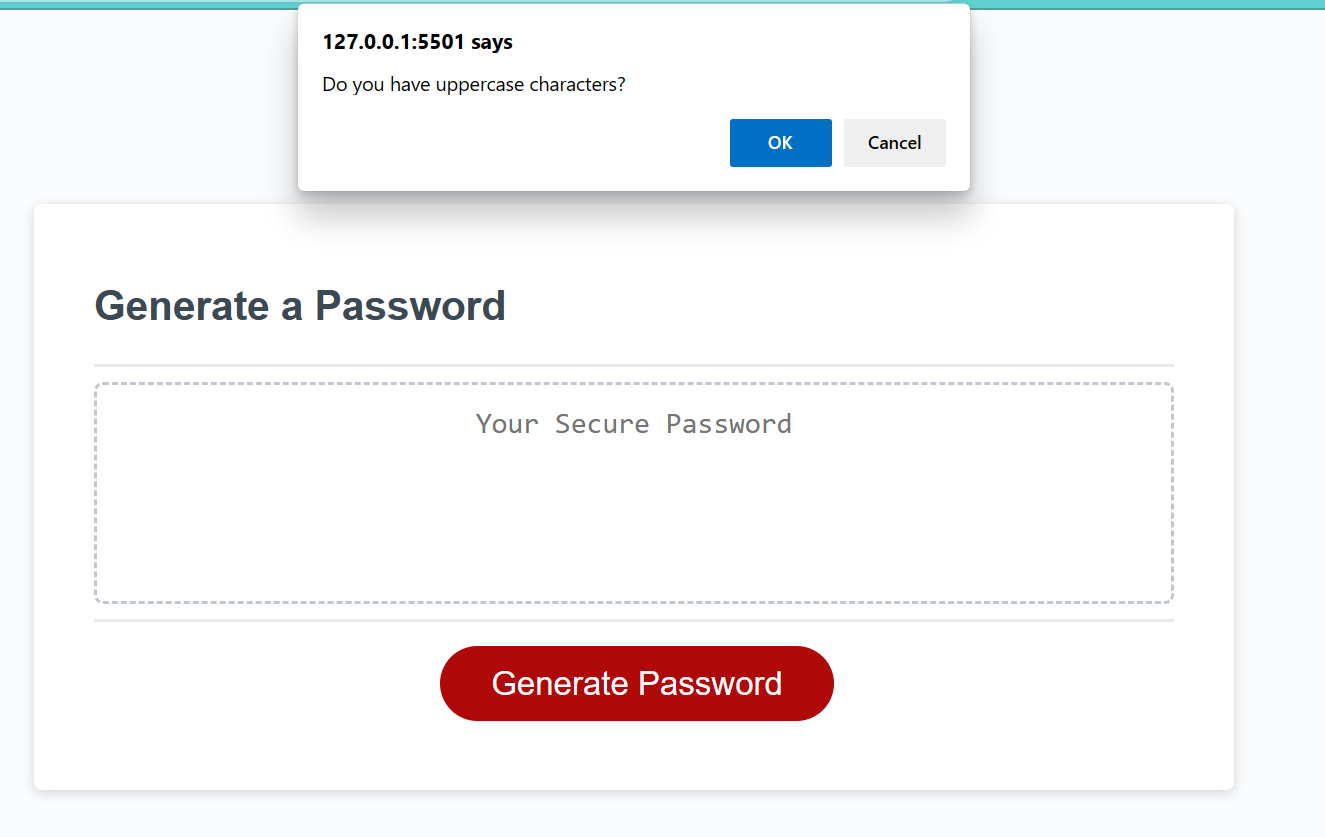 127.0.0.1:5501 says
Do you have uppercase characters?
OK Cancel
Generate a Password
Your Secure Password
Generate Password